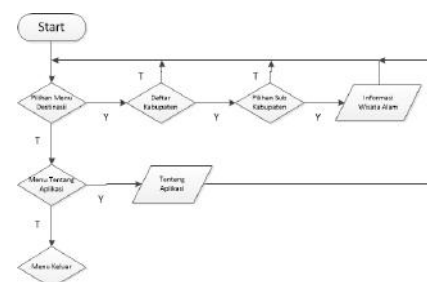 Start
T
T
Pilihan Menu
Destinasi
Daftar
Kabupaten
Pilihan Sub
Kabupaten
Informasi
Wisata Alam
Y
Y
Y
T
Menu Tentang
Aplikasi
Tentang
Aplikasi
Y
T
Menu Keluar